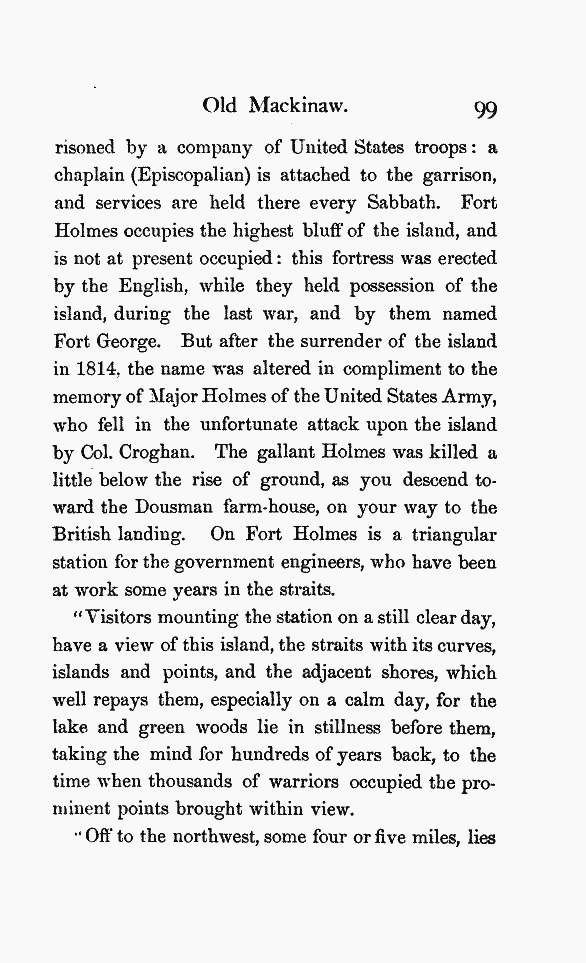 Old Mackinaw. 99
risoned by a company of United States troops: a
chaplain (Episcopalian) is attached to the garrison,
and services are held there every Sabbath. Fort
Holmes occupies the highest bluff of the island, and
is not at present occupied: this fortress was erected
by the English, while they held possession of the
island, during the last war, and by them named
Fort George. But after the surrender of the island
in 1814, the name was altered in compliment to the
memory of Major Holmes of the United States Army,
who fell in the unfortunate attack upon the island
by Col. Croghan. The gallant Holmes was killed a
little below the rise of ground, as you descend to-
ward the Dousman farm-house, on your way to the
British landing. On Fort Holmes is a triangular
station for the government engineers, who have been
at work some years in the straits.
"Visitors mounting the station on a still clear day,
have a view of this island, the straits with its curves,
islands and points, and the adjacent shores, which
well repays them, especially on a calm day, for the
lake and green woods lie in stillness before them,
taking the mind for hundreds of years back, to the
time when thousands of warriors occupied the pro-
minent points brought within view.
"Off to the northwest, some four or five miles, lies